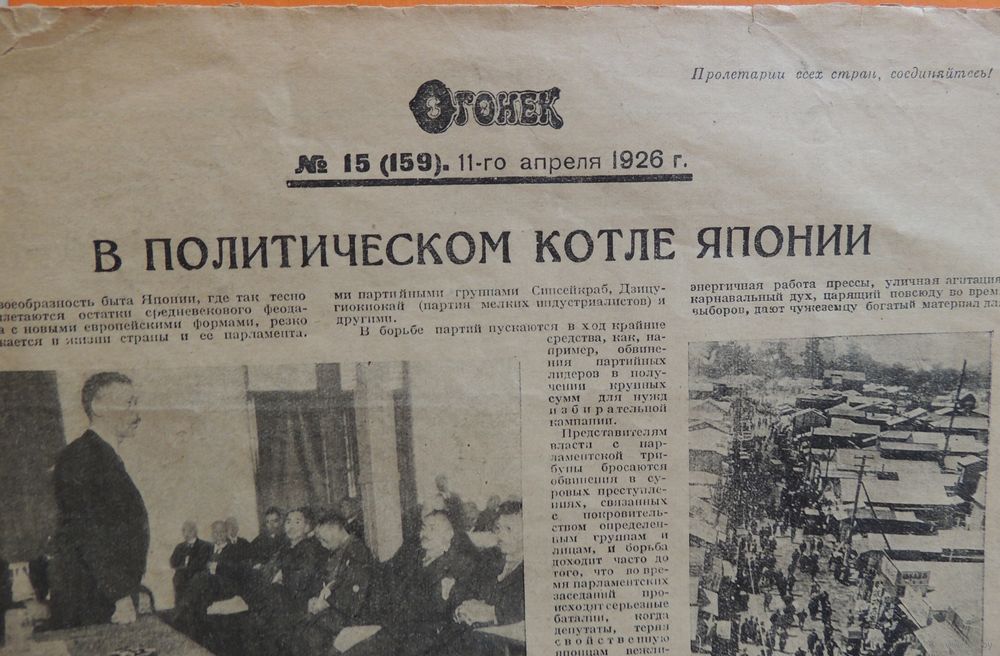 Пролетарии всех стран, соединяйтесь!
Огонек
№ 15 (159). 11-го апреля 1926 г.
В ПОЛИТИЧЕСКОМ КОТЛЕ ЯПОНИИ
воеобразность быта Японии, где так тесно
летаются остатки средневекового феода-
а с новыми европейскими формами, резко
жается в жизни страны и ее парламента.
ми партийными группами Сипсейкраб, Дзицу-
гиокиокай (партия мелких индустриалистов) и
другими.
В борьбе партий пускаются в ход крайние
средства, как, на-
пример, обвине-
ния партийных
лидеров в полу-
чении крупных
сумм для нужд
избирательной
кампании.
Представителям
власти с пар-
ламентской три-
буны бросаются
обвинения в су-
ровых преступле-
ниях, связанных
с покровитель-
ством определен-
ным группам и
лицам, и борьба
доходит часто до
того, что во вре-
мя парламентских
заседаний про-
исходят серьезные
баталии, когда
депутаты, теряя
свойственную
японцам вежли-
энергичная работа прессы, уличная агитация
карнавальный дух, царящий повсюду во врем
выборов, дают чужеземцу богатый материал дл